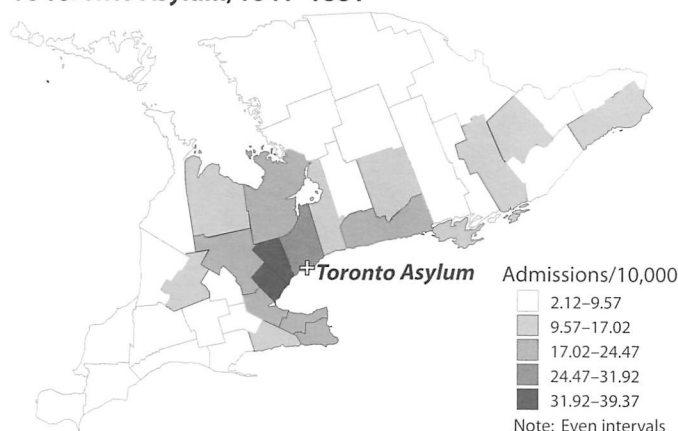 Toronto Asylum
Admissions/10,000
2.12–9.57
9.57–17.02
17.02–24.47
24.47–31.92
31.92–39.37
Note: Even intervals